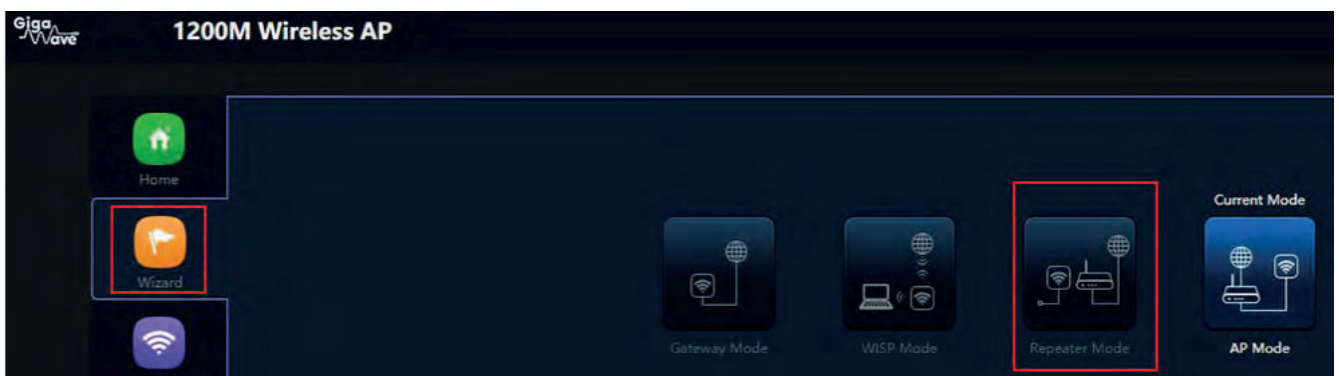 Giga
Wave
1200M Wireless AP
Home
Wizard
Current Mode
Gateway Mode
WISP Mode
Repeater Mode
AP Mode